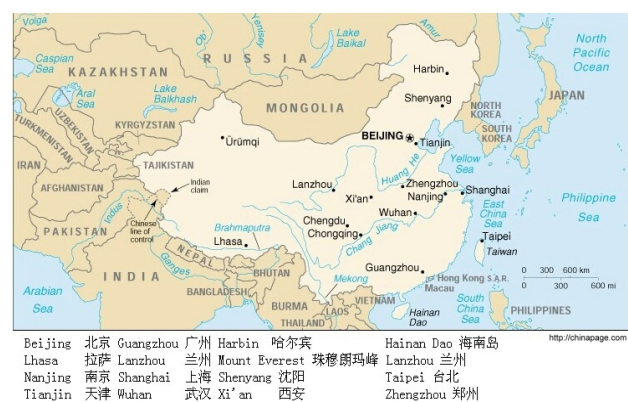 Volga
Ob'
Yenisey
Lake
Baikal
Amur
North
Pacific
Ocean
RUSSIA
Caspian
Sea
KAZAKHSTAN
Aral
Sea
Lake
Balkhash
MONGOLIA
Harbin
Shenyang
JAPAN
NORTH
KOREA
SOUTH
KOREA
UZBEKISTAN
TURKMENISTAN
KYRGYZSTAN
TAJIKISTAN
Ürümqi
BEIJING
Tianjin
Yellow
Sea
IRAN
AFGHANISTAN
Indian
claim
Lanzhou
Huang He
Zhengzhou
Xi'an
Nanjing
Shanghai
Philippine
Sea
Indus
Chinese
line of
control
PAKISTAN
Brahmaputra
Lhasa
Chengdu
Chongqing
Wuhan
Chang Jiang
East
China
Sea
Taipei
Taiwan
NEPAL
Ganges
BHUTAN
INDIA
BANGLADESH
Mekong
Guangzhou
Hong Kong S.A.R.
Macau
0 300 600 km
0 300 600 mi
Arabian
Sea
BURMA
LAOS
VIETNAM
THAILAND
Hainan
Dao
South
China
Sea
PHILIPPINES
http://chinapage.com
Beijing 北京 Guangzhou 广州 Harbin 哈尔宾 Hainan Dao 海南岛
Lhasa 拉萨 Lanzhou 兰州 Mount Everest 珠穆朗玛峰 Lanzhou 兰州
Nanjing 南京 Shanghai 上海 Shenyang 沈阳 Taipei 台北
Tianjin 天津 Wuhan 武汉 Xi'an 西安 Zhengzhou 郑州